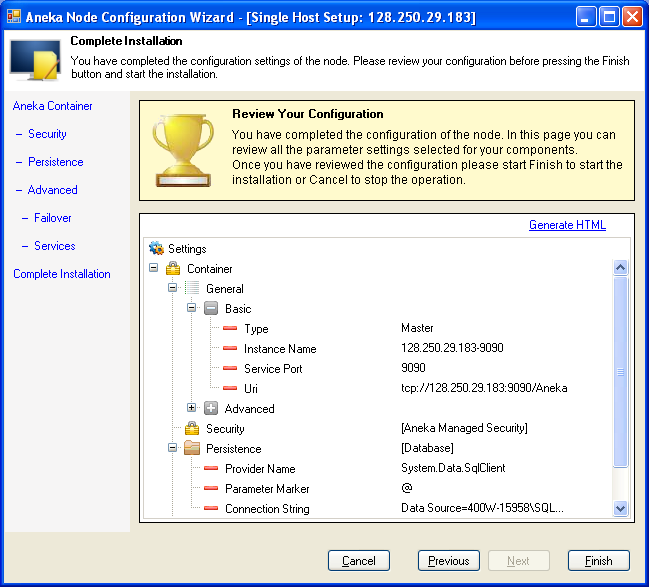 Aneka Node Configuration Wizard - [Single Host Setup: 128.250.29.183]
Complete Installation
You have completed the configuration settings of the node. Please review your configuration before pressing the Finish
button and start the installation.
Aneka Container
– Security
– Persistence
– Advanced
– Failover
– Services
Complete Installation
Review Your Configuration
You have completed the configuration of the node. In this page you can
review all the parameter settings selected for your components.
Once you have reviewed the configuration please start Finish to start the
installation or Cancel to stop the operation.
Generate HTML
Settings
Container
General
Basic
Type Master
Instance Name 128.250.29.183-9090
Service Port 9090
Uri tcp://128.250.29.183:9090/Aneka
Advanced
Security [Aneka Managed Security]
Persistence [Database]
Provider Name System.Data.SqlClient
Parameter Marker @
Connection String Data Source=400W-15958\SQL...
Cancel Previous Next Finish